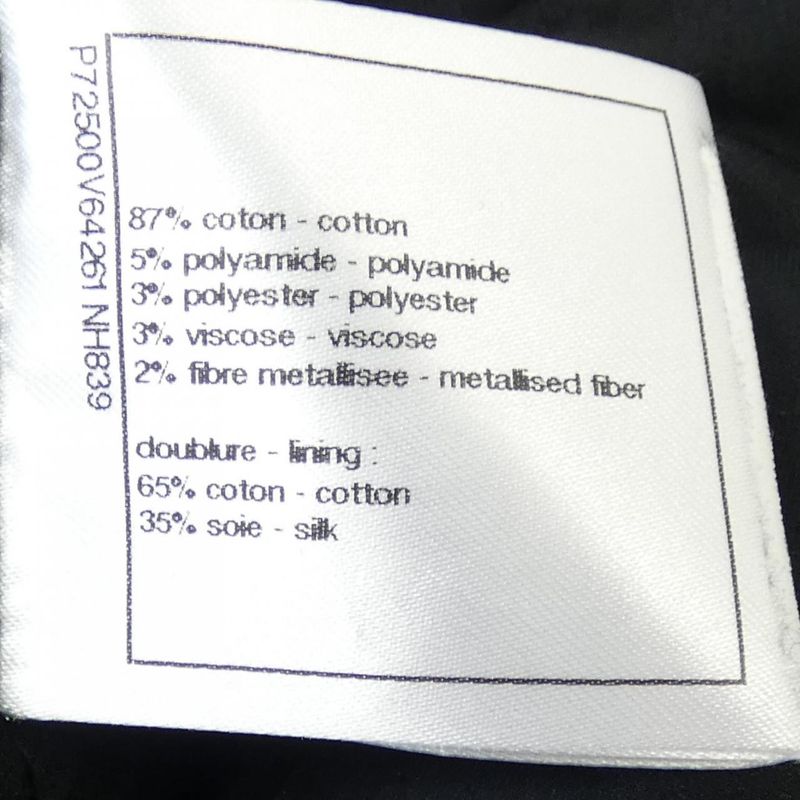 P72500V64261 NH839
87% coton - cotton
5% polyamide - polyamide
3% polyester - polyester
3% viscose - viscose
2% fibre metallisee - metallised fiber
doublure - lining :
65% coton - cotton
35% soie - silk